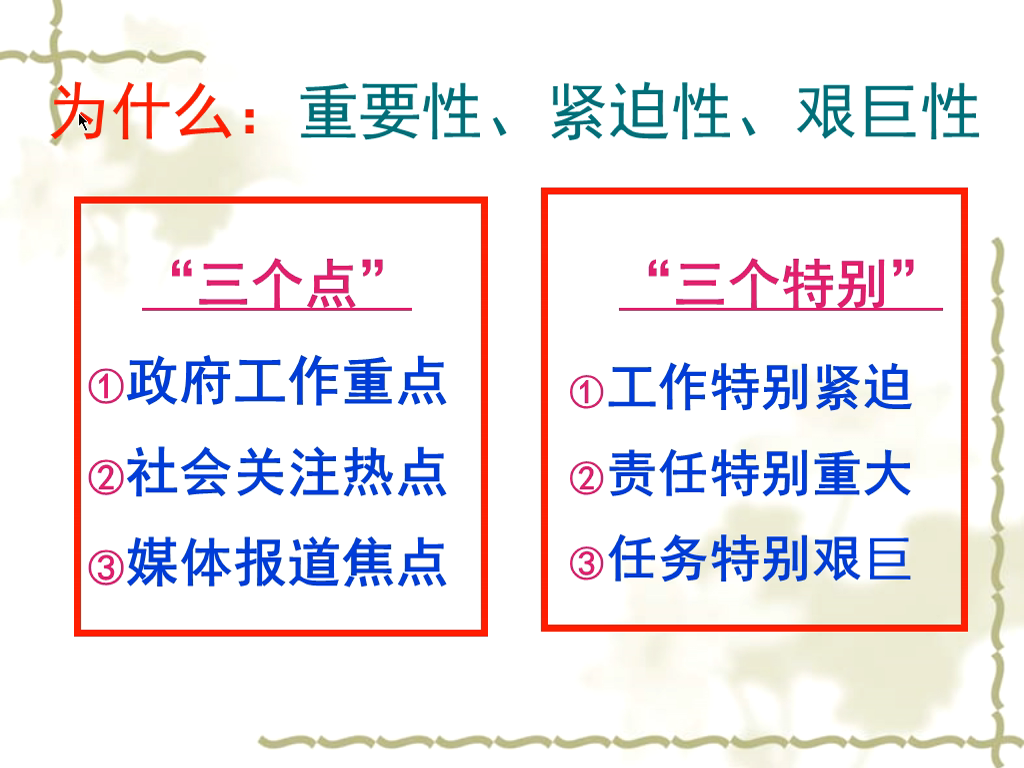 为什么：重要性、紧迫性、艰巨性
“三个点”
①政府工作重点
②社会关注热点
③媒体报道焦点
“三个特别”
①工作特别紧迫
②责任特别重大
③任务特别艰巨